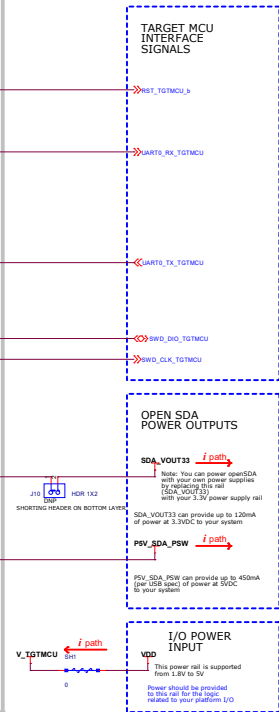 TARGET MCU
INTERFACE
SIGNALS
RST_TGTMCU_b
UART0_RX_TGTMCU
UART0_TX_TGTMCU
SWD_DIO_TGTMCU
SWD_CLK_TGTMCU
OPEN SDA
POWER OUTPUTS
SDA_VOUT33
i path
Note: You can power openSDA
with your own power supplies
by replacing this rail
(SDA_VOUT33)
with your 3.3V power supply rail
J10
HDR 1X2
DNP
SHORTING HEADER ON BOTTOM LAYER
SDA_VOUT33 can provide up to 120mA
of power at 3.3VDC to your system
P5V_SDA_PSW
i path
P5V_SDA_PSW can provide up to 450mA
(per USB spec) of power at 5VDC
to your system
I/O POWER
INPUT
i path
V_TGTMCU
SH1
VDD
0
This power rail is supported
from 1.8V to 5V
Power should be provided
to this rail for the logic
related to your platform I/O